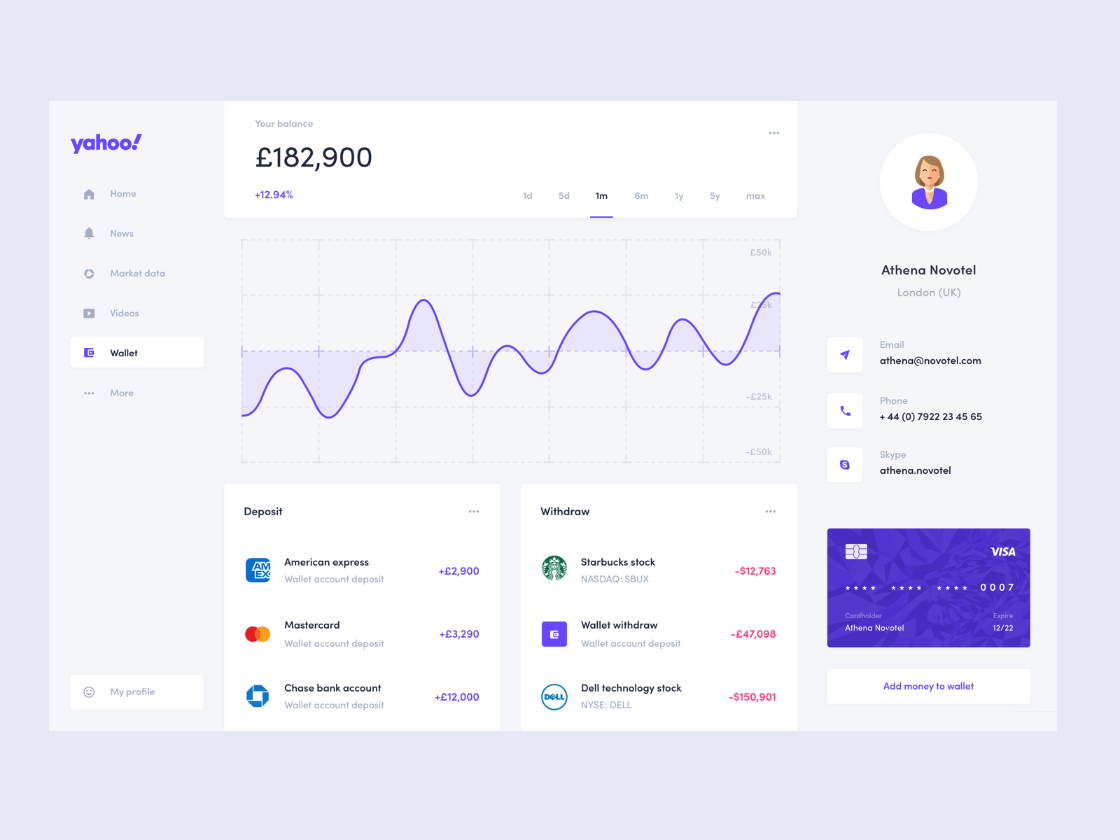 yahoo!
Home
News
Market data
Videos
Wallet
More
My profile
Your balance
£182,900
+12.94%
1d 5d 1m 6m 1y 5y max
£50k
£25k
-£25k
-£50k
Deposit
AM
EX
American express
Wallet account deposit
+£2,900
Mastercard
Wallet account deposit
+£3,290
Chase bank account
Wallet account deposit
+£12,000
Withdraw
Starbucks stock
NASDAQ: SBUX
-$12,763
Wallet withdraw
Wallet account deposit
-£47,098
DELL
Dell technology stock
NYSE: DELL
-$150,901
Athena Novotel
London (UK)
Email
athena@novotel.com
Phone
+ 44 (0) 7922 23 45 65
Skype
athena.novotel
VISA
**** **** **** 0007
Cardholder Expire
Athena Novotel 12/22
Add money to wallet